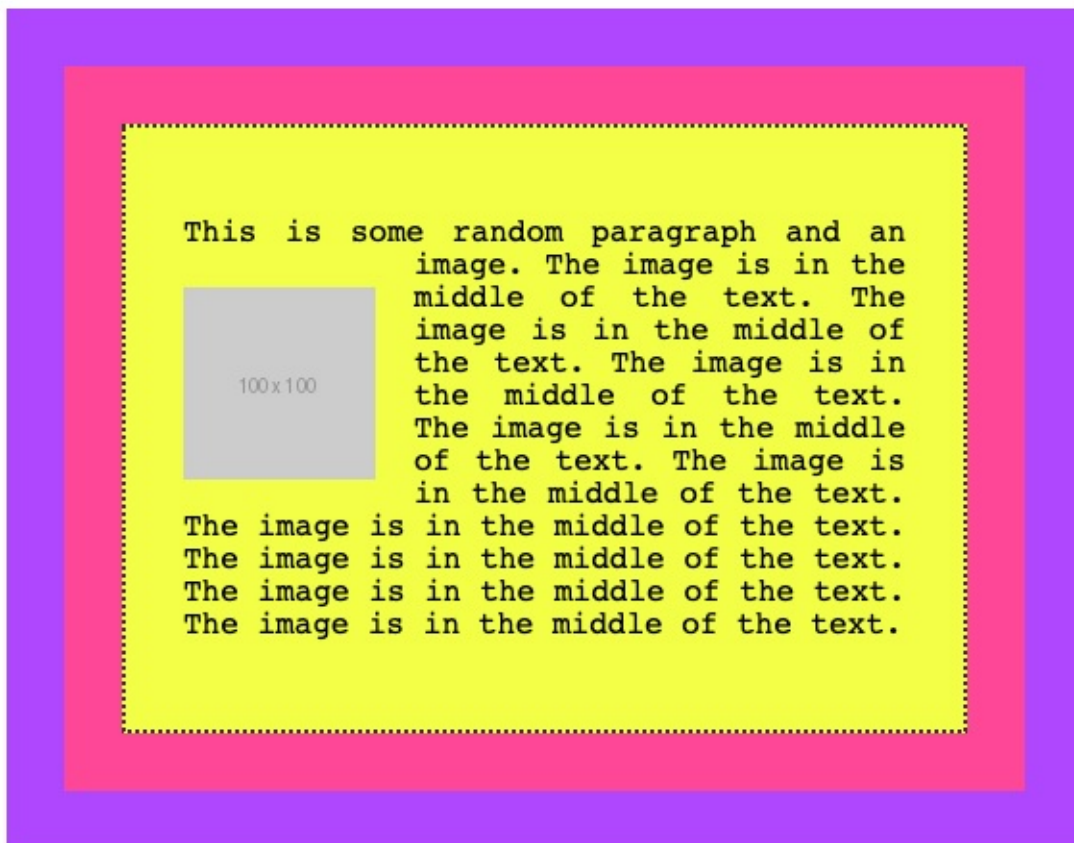 This is some random paragraph and an
image. The image is in the
middle of the text. The
image is in the middle of
the text. The image is in
the middle of the text.
The image is in the middle
of the text. The image is
in the middle of the text.
100 x 100
The image is in the middle of the text.
The image is in the middle of the text.
The image is in the middle of the text.
The image is in the middle of the text.